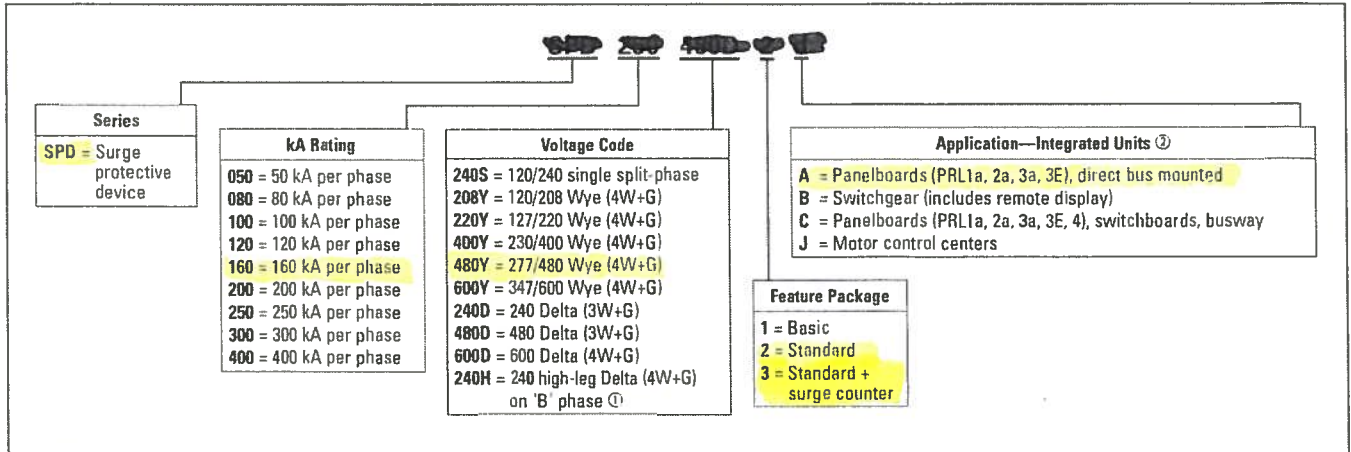 Series
SPD = Surge
protective
device
kA Rating
050 = 50 kA per phase
080 = 80 kA per phase
100 = 100 kA per phase
120 = 120 kA per phase
160 = 160 kA per phase
200 = 200 kA per phase
250 = 250 kA per phase
300 = 300 kA per phase
400 = 400 kA per phase
Voltage Code
240S = 120/240 single split-phase
208Y = 120/208 Wye (4W+G)
220Y = 127/220 Wye (4W+G)
400Y = 230/400 Wye (4W+G)
480Y = 277/480 Wye (4W+G)
600Y = 347/600 Wye (4W+G)
240D = 240 Delta (3W+G)
480D = 480 Delta (3W+G)
600D = 600 Delta (4W+G)
240H = 240 high-leg Delta (4W+G)
on 'B' phase ①
Application—Integrated Units ②
A = Panelboards (PRL1a, 2a, 3a, 3E), direct bus mounted
B = Switchgear (includes remote display)
C = Panelboards (PRL1a, 2a, 3a, 3E, 4), switchboards, busway
J = Motor control centers
Feature Package
1 = Basic
2 = Standard
3 = Standard +
surge counter